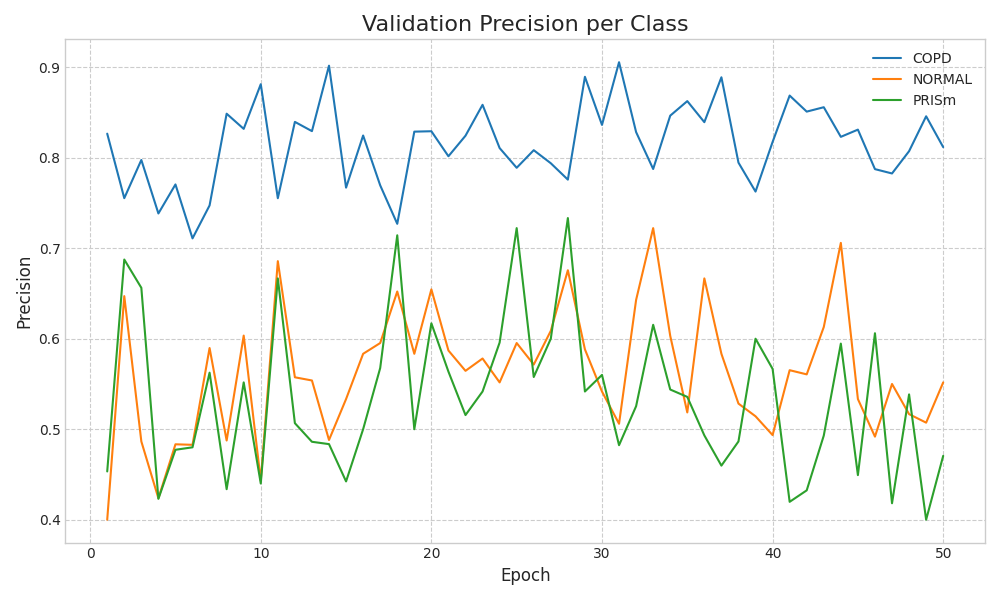 Validation Precision per Class
COPD
NORMAL
PRISm
Precision
0.9
0.8
0.7
0.6
0.5
0.4
0 10 20 30 40 50
Epoch